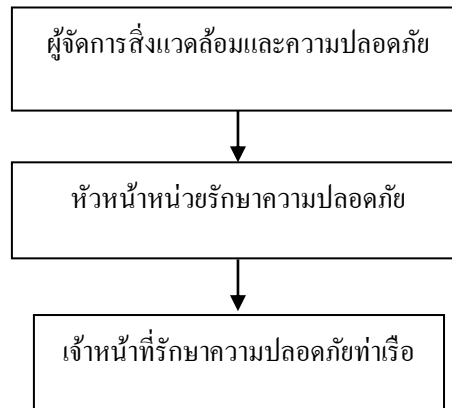 ผู้จัดการสิ่งแวดล้อมและความปลอดภัย
หัวหน้าหน่วยรักษาความปลอดภัย
เจ้าหน้าที่รักษาความปลอดภัยท่าเรือ